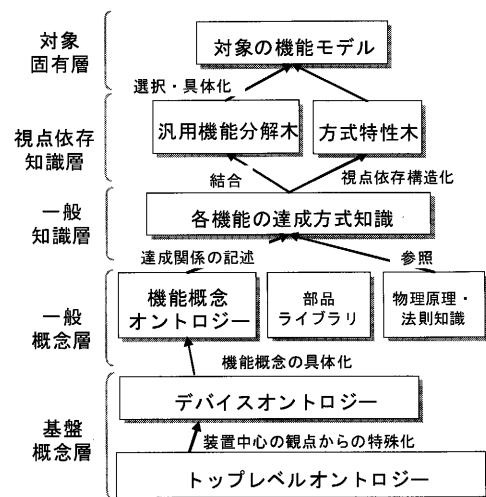 対象
固有層
対象の機能モデル
選択・具体化
視点依存
知識層
汎用機能分解木
方式特性木
結合
視点依存構造化
一般
知識層
各機能の達成方式知識
達成関係の記述
参照
一般
概念層
機能概念
オントロジー
部品
ライブラリ
物理原理・
法則知識
機能概念の具体化
基盤
概念層
デバイスオントロジー
装置中心の観点からの特殊化
トップレベルオントロジー